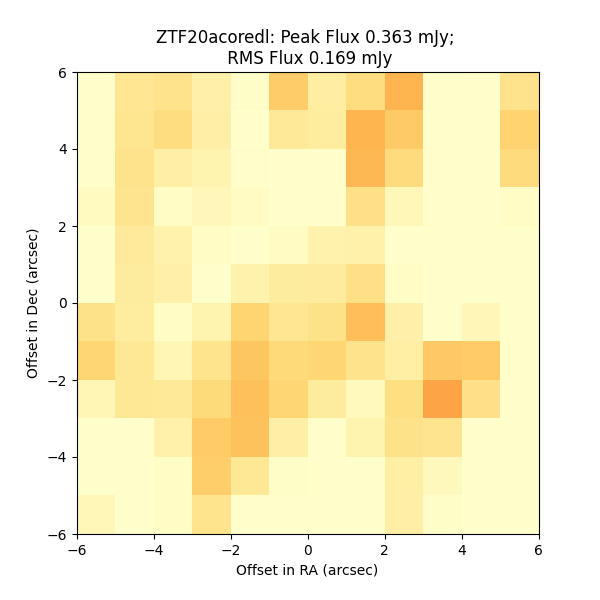 ZTF20acoredl: Peak Flux 0.363 mJy;
RMS Flux 0.169 mJy
6
4
2
0
−2
−4
−6
Offset in Dec (arcsec)
−6 −4 −2 0 2 4 6
Offset in RA (arcsec)